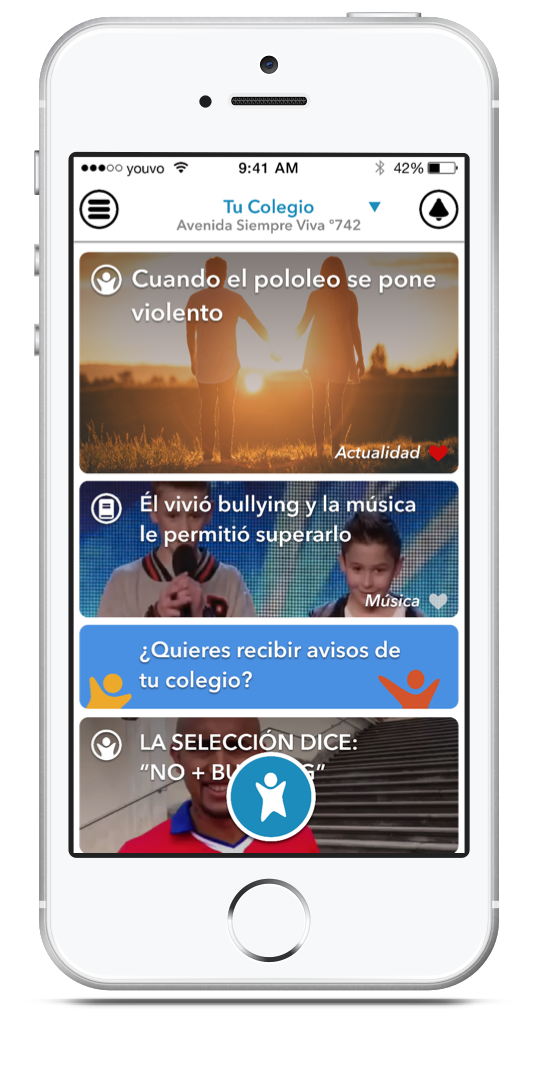 youvo 9:41 AM 42%
Tu Colegio
Avenida Siempre Viva °742
Cuando el pololeo se pone
violento
Actualidad
Él vivió bullying y la música
le permitió superarlo
Música
¿Quieres recibir avisos de
tu colegio?
LA SELECCIÓN DICE:
“NO + BU G”